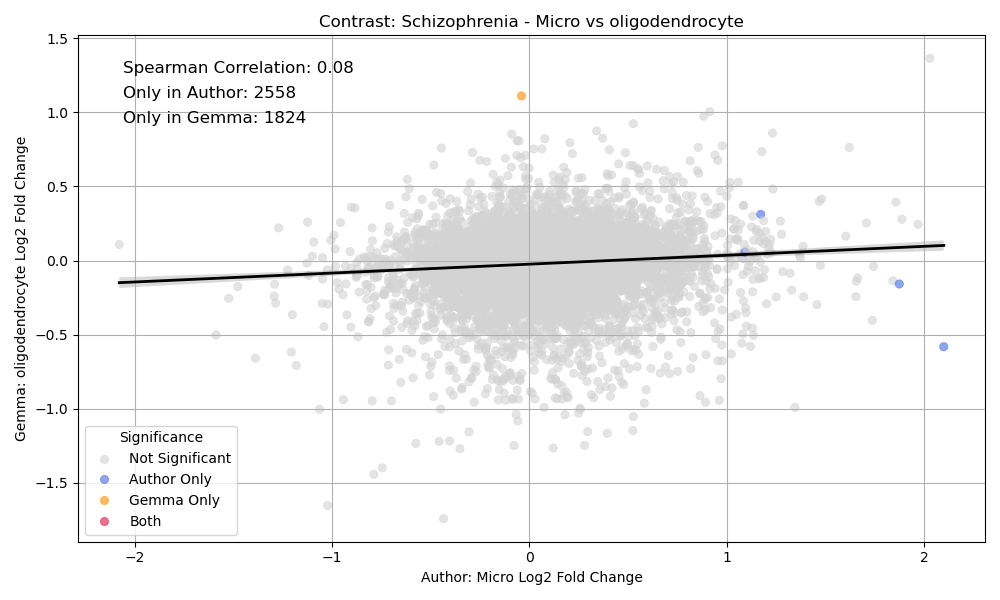 Contrast: Schizophrenia - Micro vs oligodendrocyte
Spearman Correlation: 0.08
Only in Author: 2558
Only in Gemma: 1824
1.5
1.0
0.5
0.0
−0.5
−1.0
−1.5
Gemma: oligodendrocyte Log2 Fold Change
Significance
Not Significant
Author Only
Gemma Only
Both
−2
−1
0
1
2
Author: Micro Log2 Fold Change